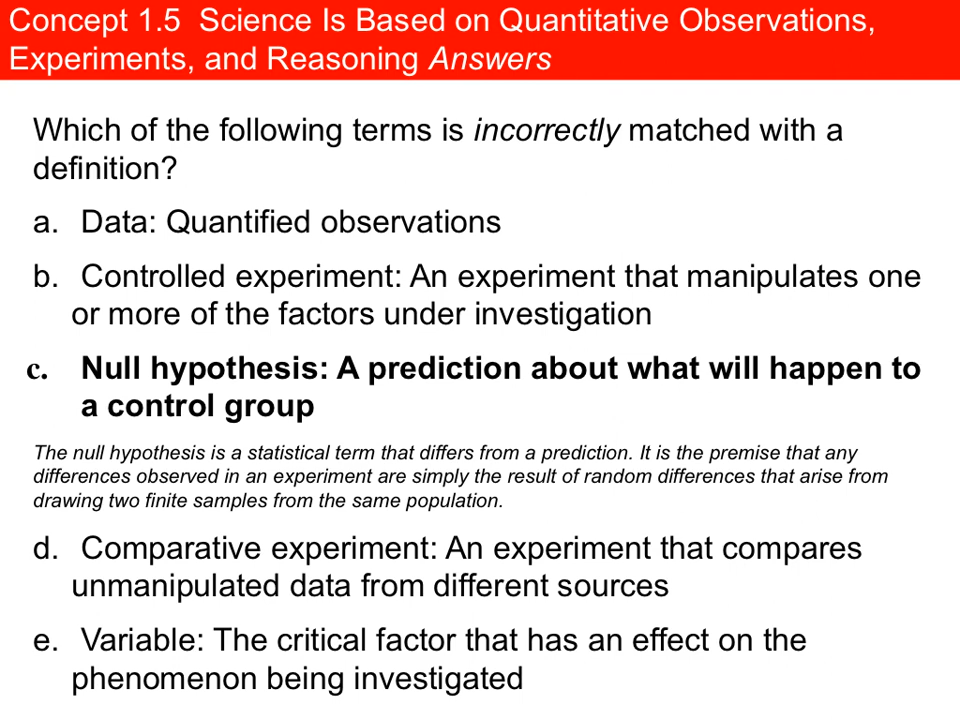 Concept 1.5 Science Is Based on Quantitative Observations,
Experiments, and Reasoning Answers
Which of the following terms is incorrectly matched with a
definition?
a. Data: Quantified observations
b. Controlled experiment: An experiment that manipulates one
or more of the factors under investigation
c. Null hypothesis: A prediction about what will happen to
a control group
The null hypothesis is a statistical term that differs from a prediction. It is the premise that any
differences observed in an experiment are simply the result of random differences that arise from
drawing two finite samples from the same population.
d. Comparative experiment: An experiment that compares
unmanipulated data from different sources
e. Variable: The critical factor that has an effect on the
phenomenon being investigated